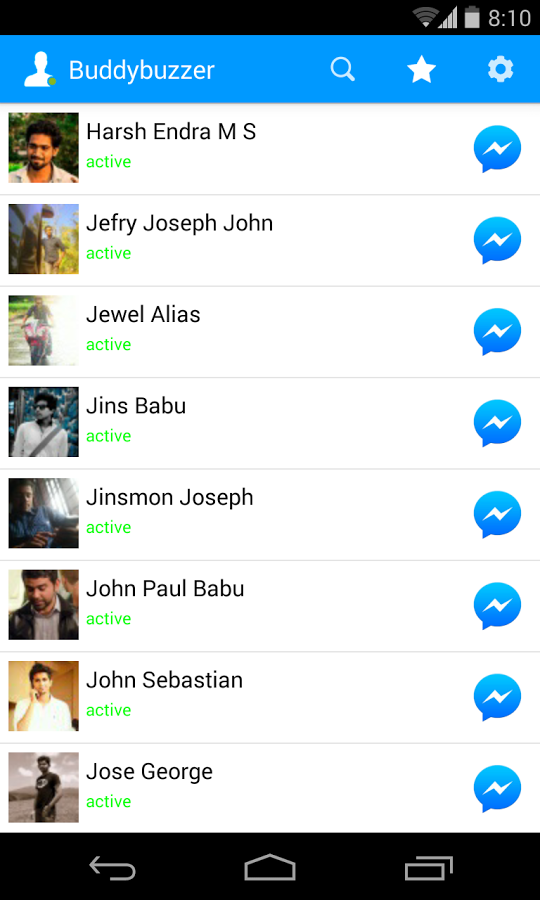 8:10
Buddybuzzer
Harsh Endra M S
active
Jefry Joseph John
active
Jewel Alias
active
Jins Babu
active
Jinsmon Joseph
active
John Paul Babu
active
John Sebastian
active
Jose George
active